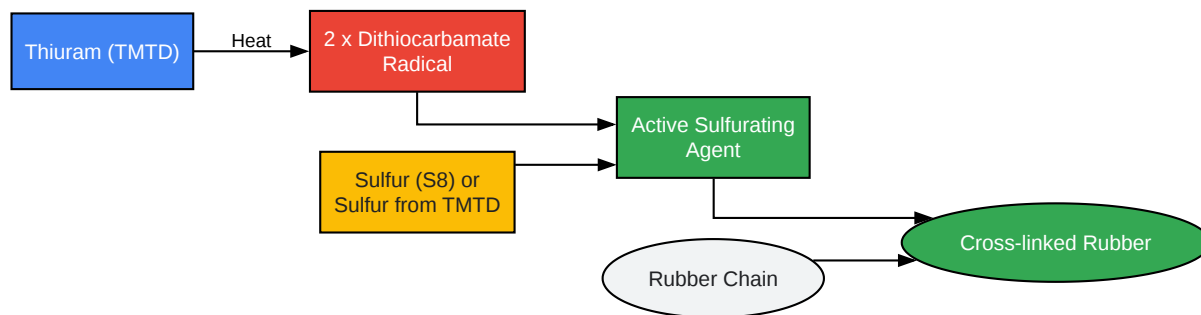 Thiuram (TMTD)
Heat
2 x Dithiocarbamate
Radical
Sulfur (S8) or
Sulfur from TMTD
Active Sulfurating
Agent
Rubber Chain
Cross-linked Rubber